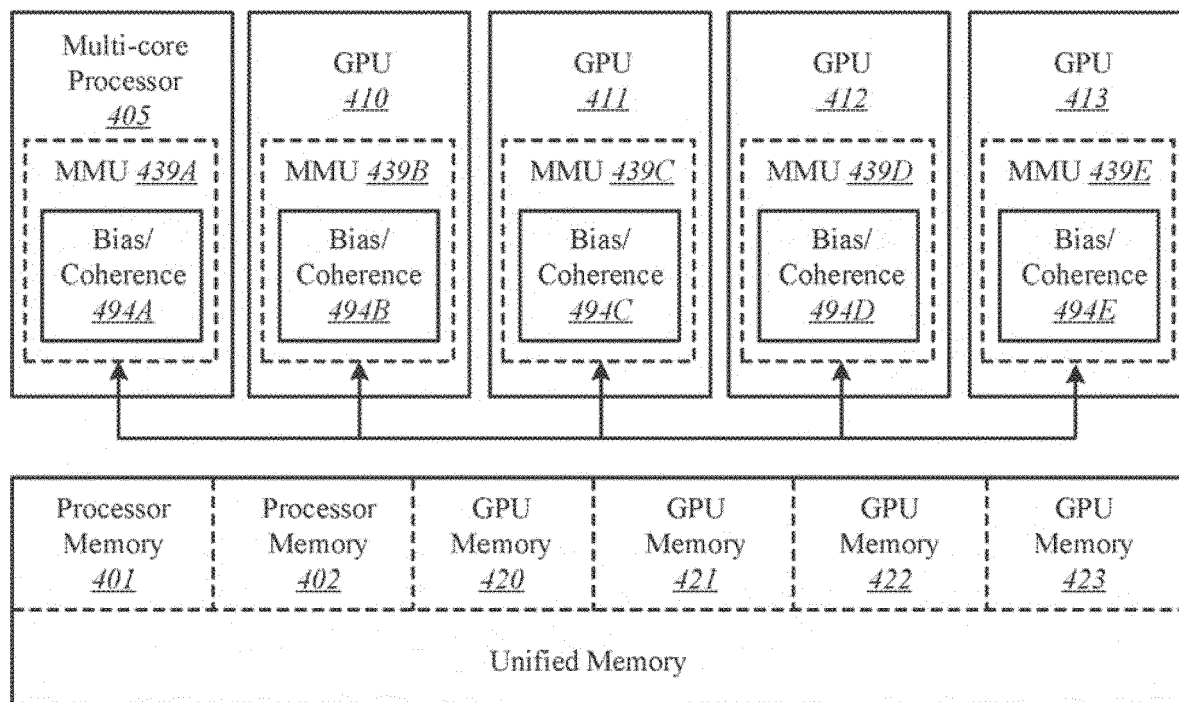 Multi-core
Processor
405
MMU 439A
Bias/
Coherence
494A
GPU
410
MMU 439B
Bias/
Coherence
494B
GPU
411
MMU 439C
Bias/
Coherence
494C
GPU
412
MMU 439D
Bias/
Coherence
494D
GPU
413
MMU 439E
Bias/
Coherence
494E
Processor
Memory
401
Processor
Memory
402
GPU
Memory
420
GPU
Memory
421
GPU
Memory
422
GPU
Memory
423
Unified Memory